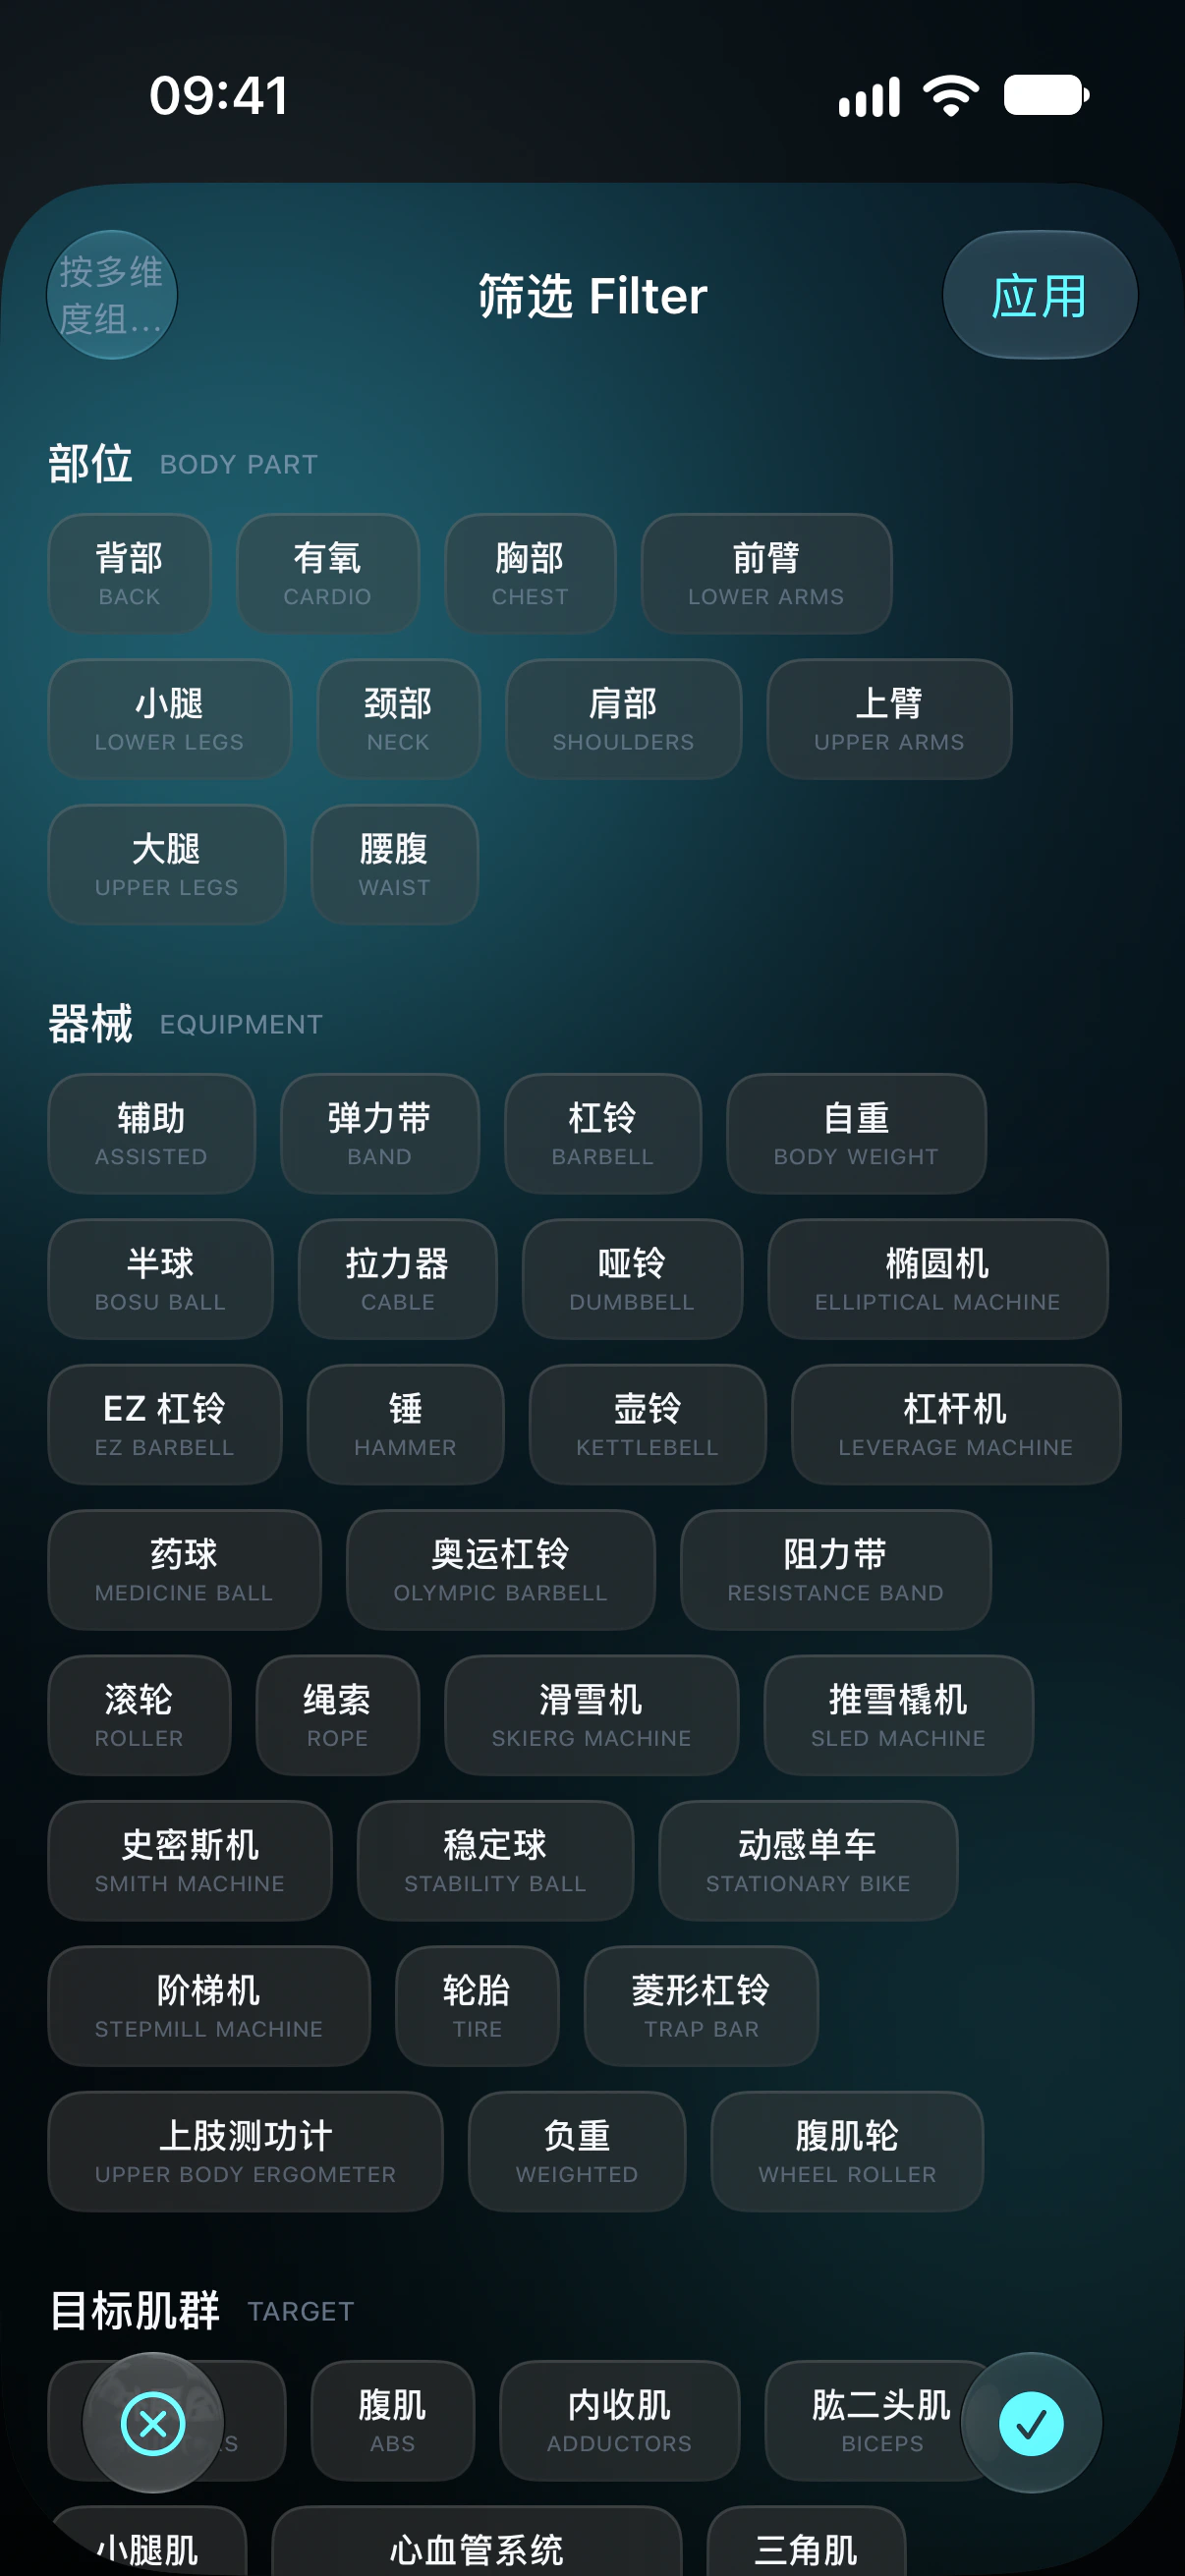 09:41
按多维
度组...
筛选 Filter
应用
部位 BODY PART
背部 有氧 胸部 前臂
BACK CARDIO CHEST LOWER ARMS
小腿 颈部 肩部 上臂
LOWER LEGS NECK SHOULDERS UPPER ARMS
大腿 腰腹
UPPER LEGS WAIST
器械 EQUIPMENT
辅助 弹力带 杠铃 自重
ASSISTED BAND BARBELL BODY WEIGHT
半球 拉力器 哑铃 椭圆机
BOSU BALL CABLE DUMBBELL ELLIPTICAL MACHINE
EZ 杠铃 锤 壶铃 杠杆机
EZ BARBELL HAMMER KETTLEBELL LEVERAGE MACHINE
药球 奥运杠铃 阻力带
MEDICINE BALL OLYMPIC BARBELL RESISTANCE BAND
滚轮 绳索 滑雪机 推雪橇机
ROLLER ROPE SKIERG MACHINE SLED MACHINE
史密斯机 稳定球 动感单车
SMITH MACHINE STABILITY BALL STATIONARY BIKE
阶梯机 轮胎 菱形杠铃
STEPMILL MACHINE TIRE TRAP BAR
上肢测功计 负重 腹肌轮
UPPER BODY ERGOMETER WEIGHTED WHEEL ROLLER
目标肌群 TARGET
腹肌 内收肌 肱二头肌
ABS ADDUCTORS BICEPS
小腿肌 心血管系统 三角肌